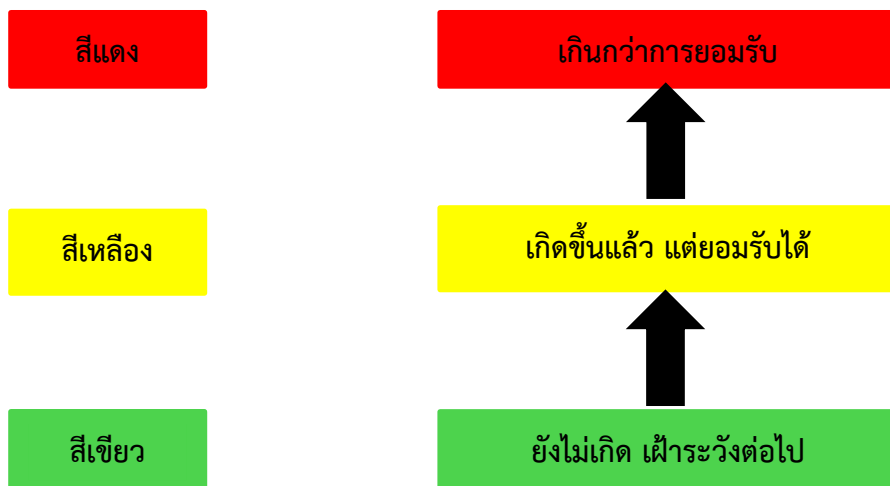 สีแดง
เกินกว่าการยอมรับ
สีเหลือง
เกิดขึ้นแล้ว แต่ยอมรับได้
สีเขียว
ยังไม่เกิด เฝ้าระวังต่อไป